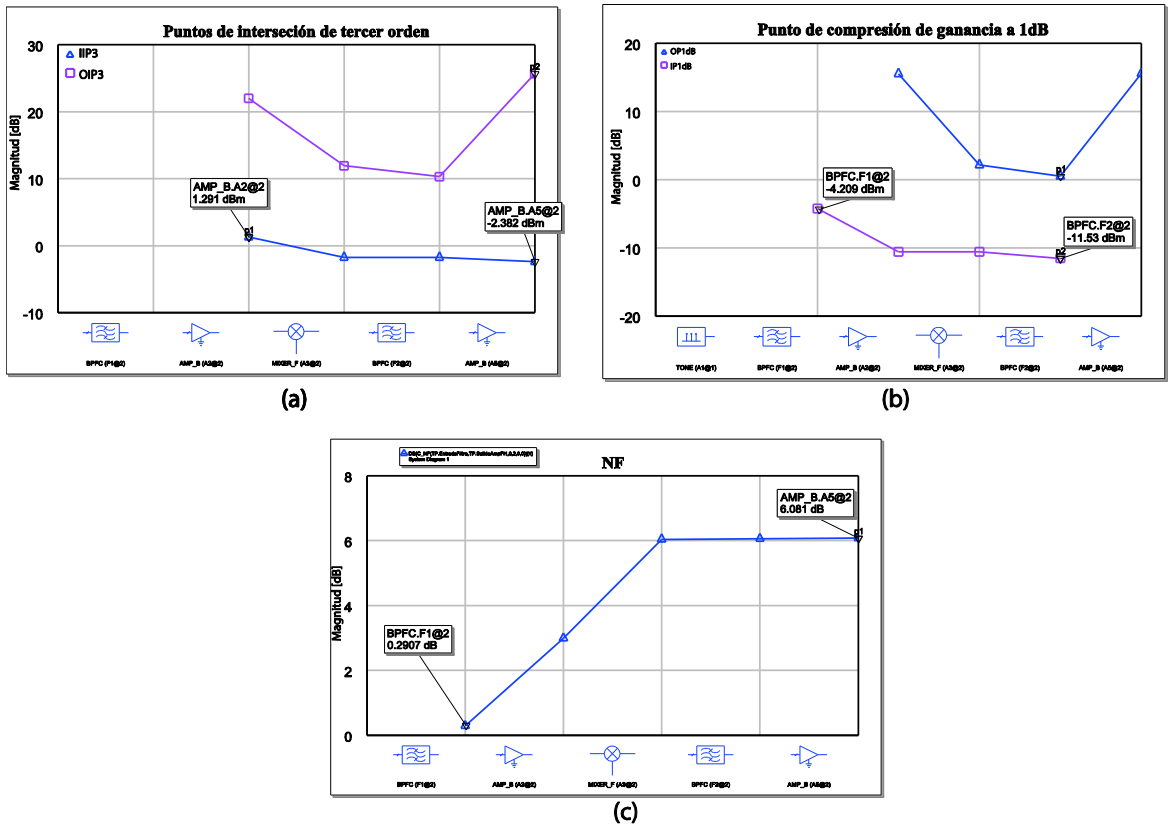 Puntos de interseción de tercer orden
Magnitud [dB]
30
20
10
0
-10
IIP3
OIP3
p2
AMP_B.A2@2
1.291 dBm
p1
AMP_B.A5@2
-2.382 dBm
BPFC (F1@2)
AMP_B (A2@2)
MIXER_F (A3@2)
BPFC (F2@2)
AMP_B (A5@2)
(a)
Punto de compresión de ganancia a 1dB
Magnitud [dB]
20
10
0
-10
-20
OP1dB
IP1dB
BPFC.F1@2
-4.209 dBm
p1
BPFC.F2@2
-11.53 dBm
p2
TONE (A1@1)
BPFC (F1@2)
AMP_B (A2@2)
MIXER_F (A3@2)
BPFC (F2@2)
AMP_B (A5@2)
(b)
System Diagram 1
NF
Magnitud [dB]
8
6
4
2
0
AMP_B.A5@2
6.081 dB
p1
BPFC.F1@2
0.2907 dB
BPFC (F1@2)
AMP_B (A2@2)
MIXER_F (A3@2)
BPFC (F2@2)
AMP_B (A5@2)
(c)